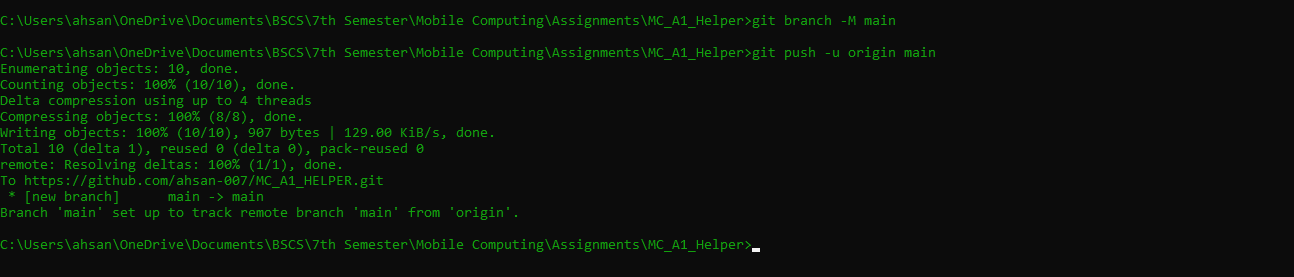 C:\Users\ahsan\OneDrive\Documents\BSCS\7th Semester\Mobile Computing\Assignments\MC_A1_Helper>git branch -M main
C:\Users\ahsan\OneDrive\Documents\BSCS\7th Semester\Mobile Computing\Assignments\MC_A1_Helper>git push -u origin main
Enumerating objects: 10, done.
Counting objects: 100% (10/10), done.
Delta compression using up to 4 threads
Compressing objects: 100% (8/8), done.
Writing objects: 100% (10/10), 907 bytes | 129.00 KiB/s, done.
Total 10 (delta 1), reused 0 (delta 0), pack-reused 0
remote: Resolving deltas: 100% (1/1), done.
To https://github.com/ahsan-007/MC_A1_HELPER.git
 * [new branch]      main -> main
Branch 'main' set up to track remote branch 'main' from 'origin'.
C:\Users\ahsan\OneDrive\Documents\BSCS\7th Semester\Mobile Computing\Assignments\MC_A1_Helper>